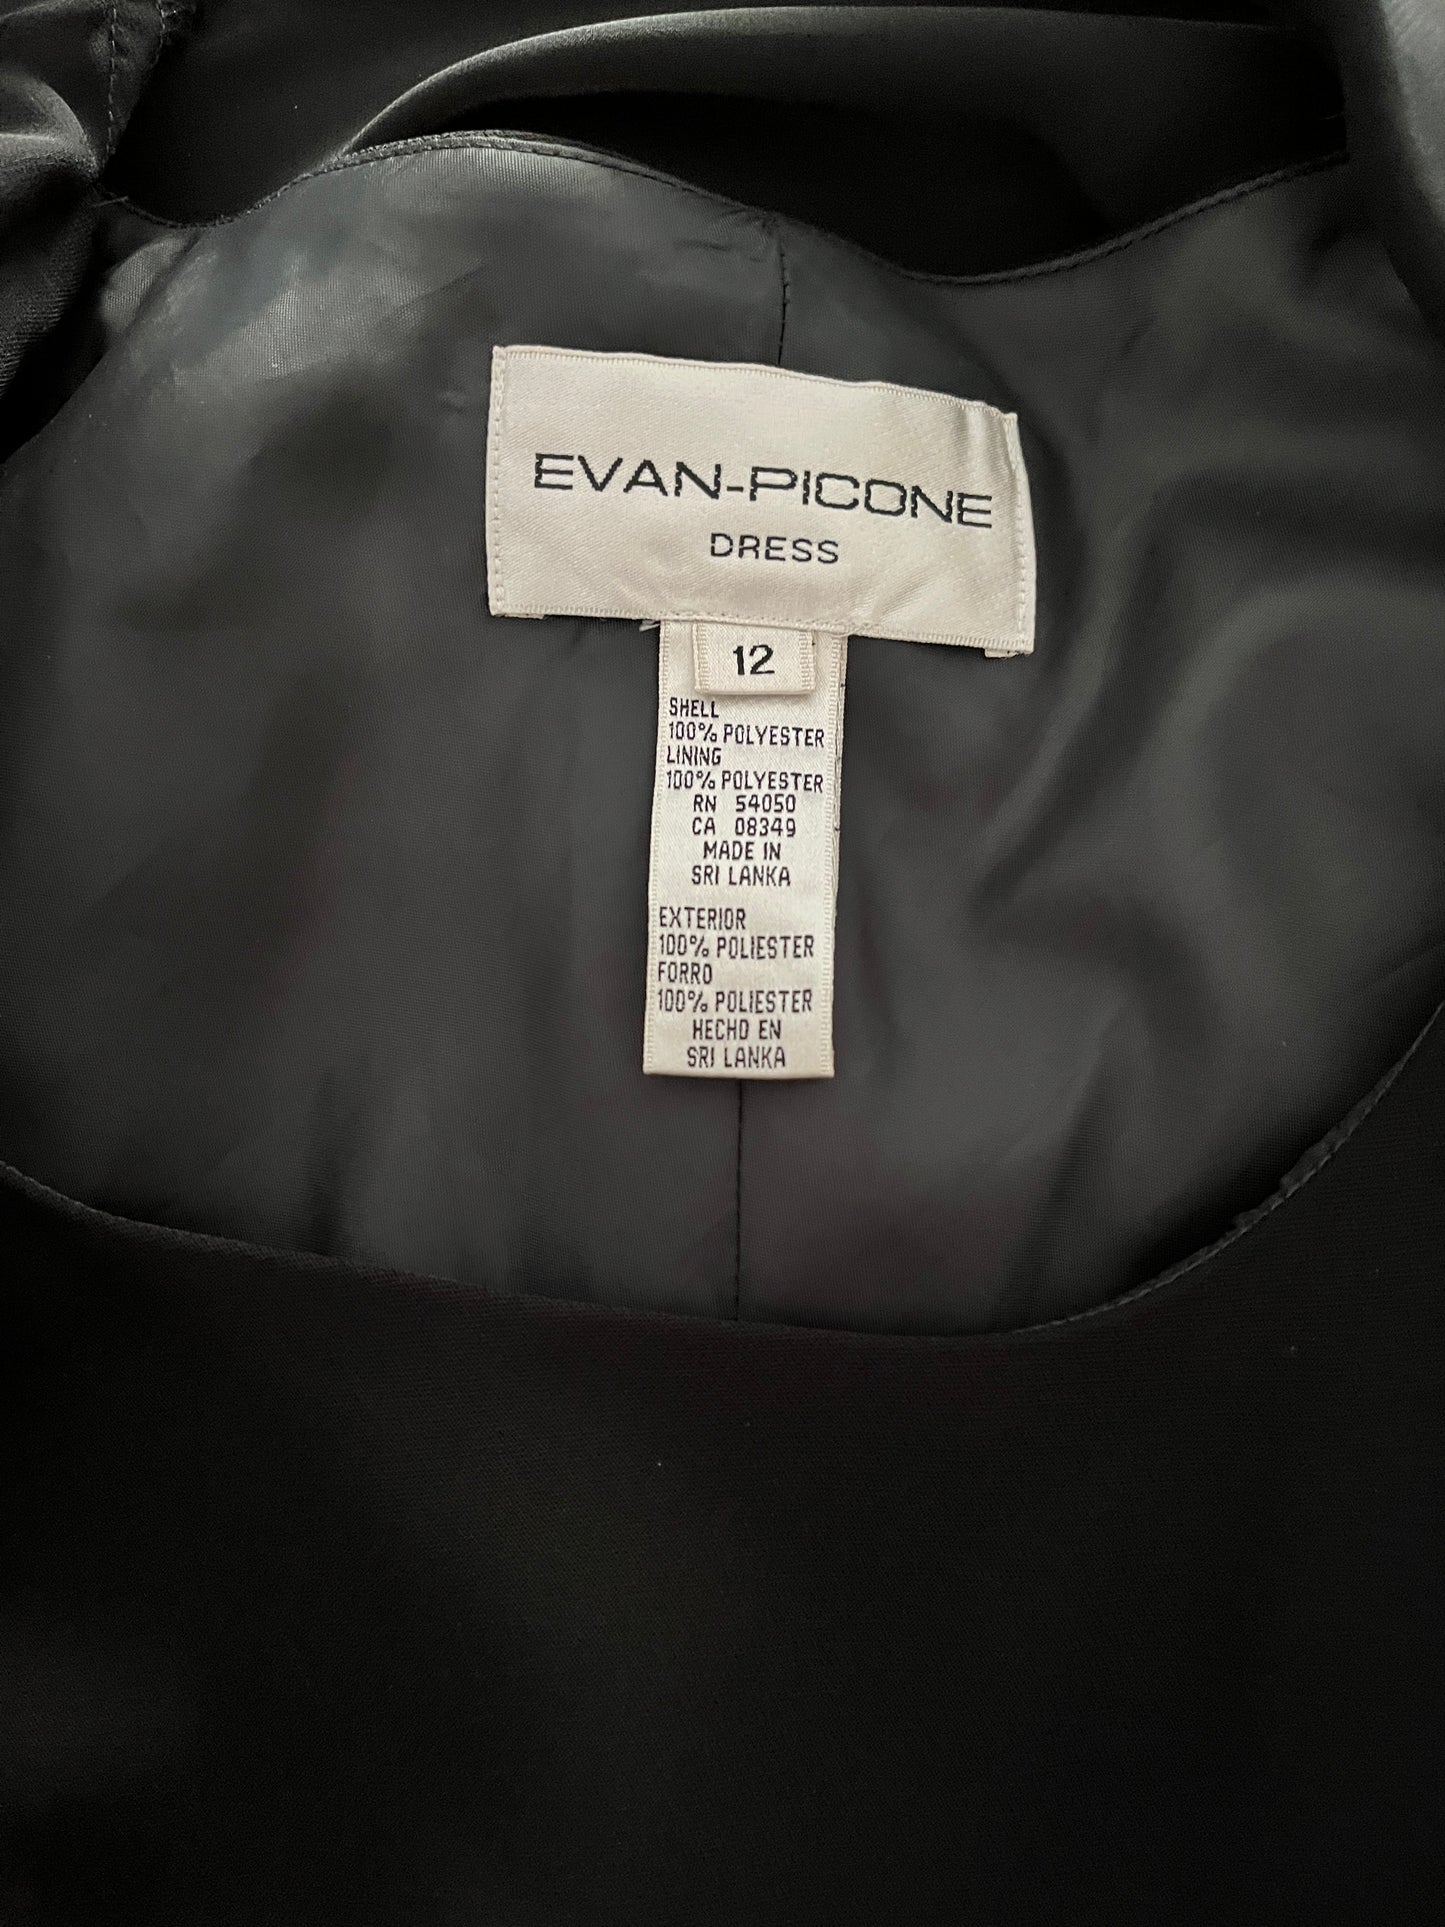 EVAN-PICONE
DRESS
12
SHELL
100% POLYESTER
LINING
100% POLYESTER
RN 54050
CA 08349
MADE IN
SRI LANKA
EXTERIOR
100% POLIESTER
FORRO
100% POLIESTER
HECHO EN
SRI LANKA